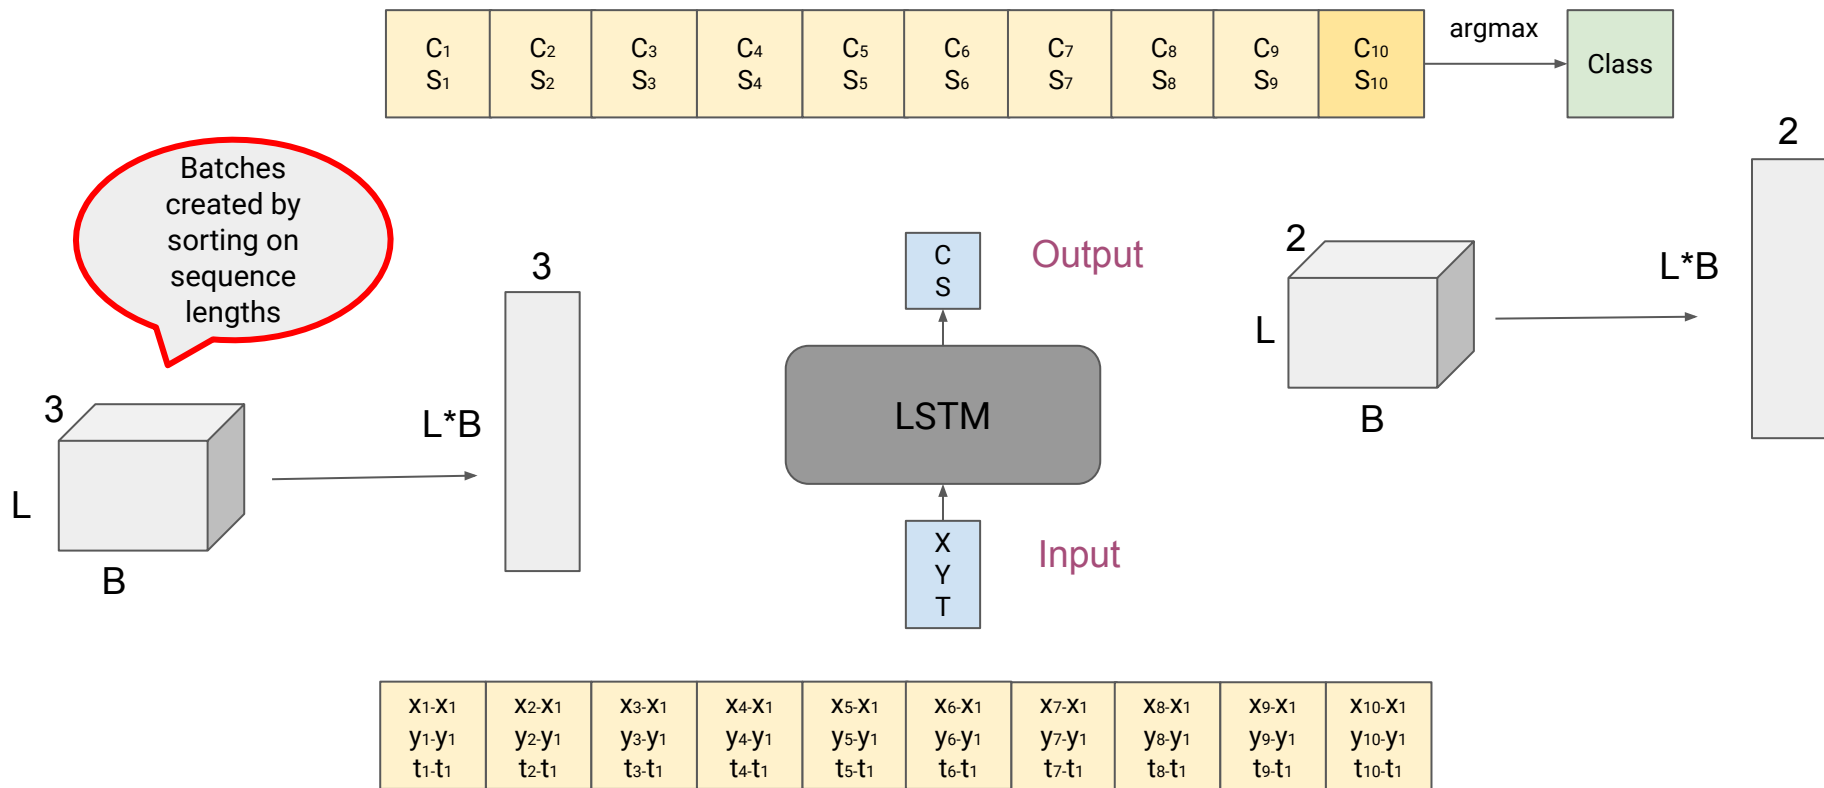 C1 C2 C3 C4 C5 C6 C7 C8 C9 C10
S1 S2 S3 S4 S5 S6 S7 S8 S9 S10
argmax
Class
Batches
created by
sorting on
sequence
lengths
3
L
B
L*B
3
C
S
Output
LSTM
X
Y
T
Input
2
L
B
L*B
2
x1-x1 x2-x1 x3-x1 x4-x1 x5-x1 x6-x1 x7-x1 x8-x1 x9-x1 x10-x1
y1-y1 y2-y1 y3-y1 y4-y1 y5-y1 y6-y1 y7-y1 y8-y1 y9-y1 y10-y1
t1-t1 t2-t1 t3-t1 t4-t1 t5-t1 t6-t1 t7-t1 t8-t1 t9-t1 t10-t1